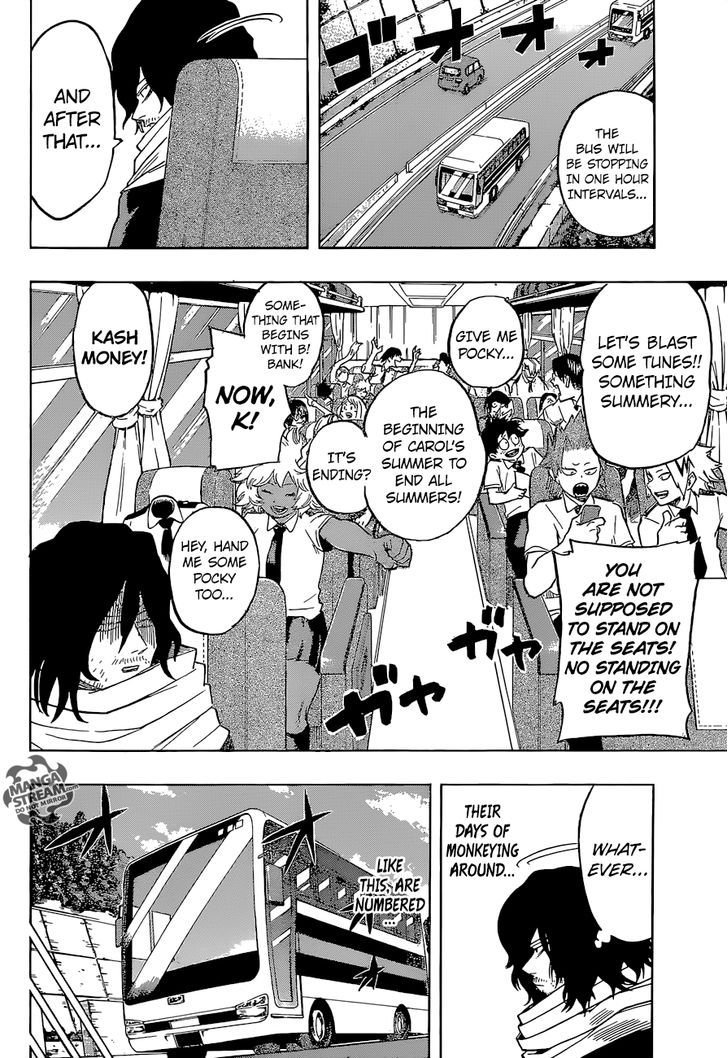 THE
BUS WILL
BE STOPPING
IN ONE HOUR
INTERVALS...
ゴオオオ
AND
AFTER
THAT...
LET'S BLAST
SOME TUNES!!
SOMETHING
SUMMERY...
GIVE ME
POCKY...
THE
BEGINNING
OF CAROL'S
SUMMER TO
END ALL
SUMMERS!
IT'S
ENDING?
SOME-
THING THAT
BEGINS
WITH B!
BANK!
NOW,
K!
KASH
MONEY!
YOU
ARE NOT
SUPPOSED
TO STAND ON
THE SEATS!
NO STANDING
ON THE
SEATS!!!
HEY, HAND
ME SOME
POCKY
TOO...
ガヤ
ガヤ
WHAT-
EVER...
THEIR
DAYS OF
MONKEYING
AROUND...
LIKE
THIS, ARE
NUMBERED
...
MANGA
STREAM.com
DO NOT MIRROR!